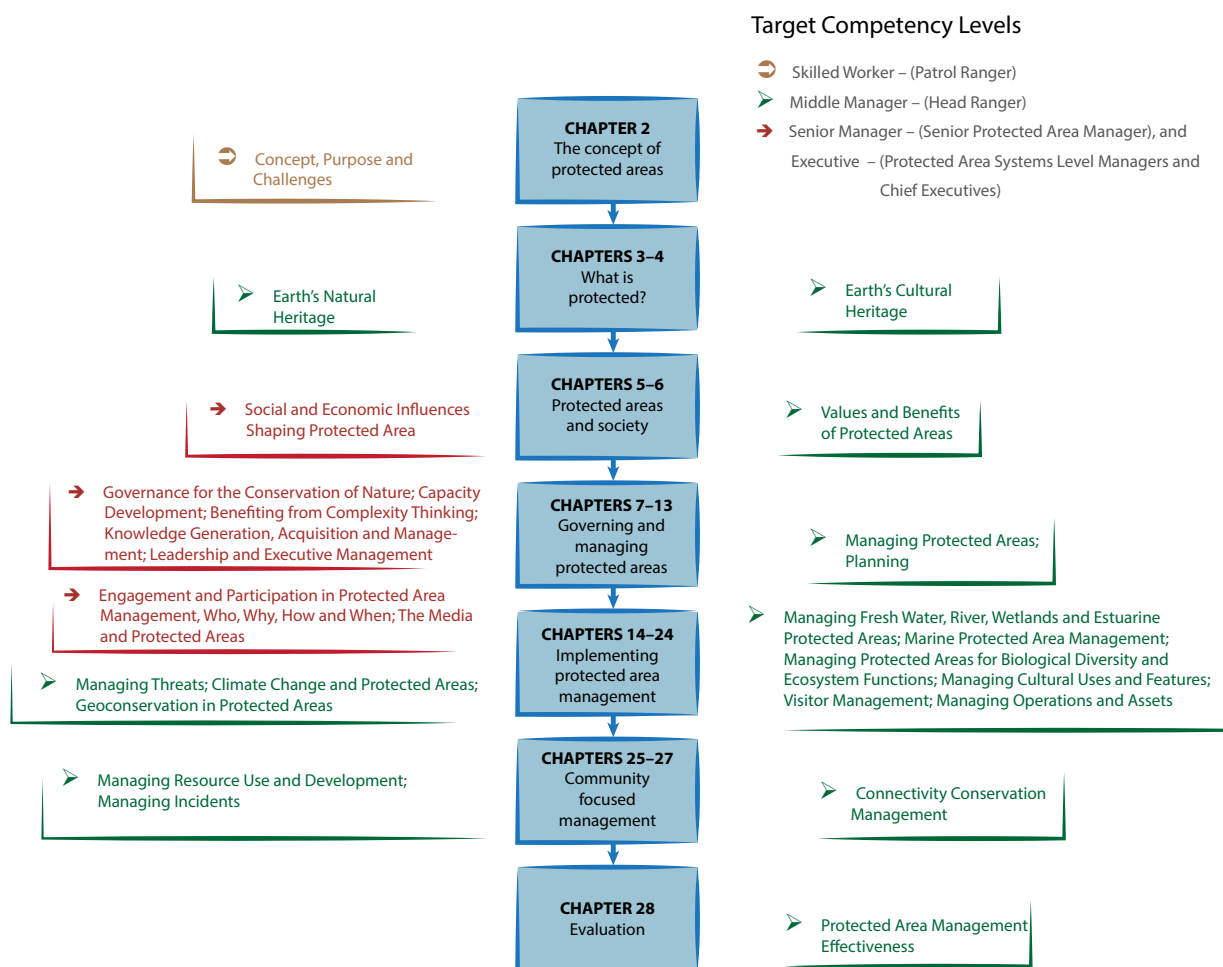 Target Competency Levels
Skilled Worker – (Patrol Ranger)
Middle Manager – (Head Ranger)
Senior Manager – (Senior Protected Area Manager), and
Executive – (Protected Area Systems Level Managers and
Chief Executives)
CHAPTER 2
The concept of
protected areas
Concept, Purpose and
Challenges
CHAPTERS 3–4
What is
protected?
Earth's Natural
Heritage
Earth's Cultural
Heritage
CHAPTERS 5–6
Protected areas
and society
Social and Economic Influences
Shaping Protected Area
Values and Benefits
of Protected Areas
CHAPTERS 7–13
Governing and
managing
protected areas
Governance for the Conservation of Nature; Capacity
Development; Benefiting from Complexity Thinking;
Knowledge Generation, Acquisition and Manage-
ment; Leadership and Executive Management
Managing Protected Areas;
Planning
CHAPTERS 14–24
Implementing
protected area
management
Engagement and Participation in Protected Area
Management, Who, Why, How and When; The Media
and Protected Areas
Managing Threats; Climate Change and Protected Areas;
Geoconservation in Protected Areas
Managing Fresh Water, River, Wetlands and Estuarine
Protected Areas; Marine Protected Area Management;
Managing Protected Areas for Biological Diversity and
Ecosystem Functions; Managing Cultural Uses and Features;
Visitor Management; Managing Operations and Assets
CHAPTERS 25–27
Community
focused
management
Managing Resource Use and Development;
Managing Incidents
Connectivity Conservation
Management
CHAPTER 28
Evaluation
Protected Area Management
Effectiveness